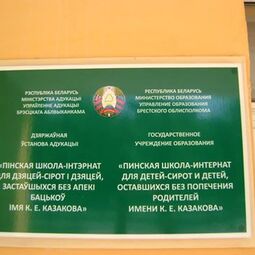 РЭСПУБЛІКА БЕЛАРУСЬ
МІНІСТЭРСТВА АДУКАЦЫІ
УПРАЎЛЕННЕ АДУКАЦЫІ
БРЭСЦКАГА АБЛВЫКАНКАМА
ДЗЯРЖАЎНАЯ
ЎСТАНОВА АДУКАЦЫІ
«ПІНСКАЯ ШКОЛА-ІНТЭРНАТ
ДЛЯ ДЗЯЦЕЙ-СІРОТ І ДЗЯЦЕЙ,
ЗАСТАЎШЫХСЯ БЕЗ АПЕКІ
БАЦЬКОЎ
ІМЯ К. Е. КАЗАКОВА»
РЕСПУБЛИКА БЕЛАРУСЬ
МИНИСТЕРСТВО ОБРАЗОВАНИЯ
УПРАВЛЕНИЕ ОБРАЗОВАНИЯ
БРЕСТСКОГО ОБЛИСПОЛКОМА
ГОСУДАРСТВЕННОЕ
УЧРЕЖДЕНИЕ ОБРАЗОВАНИЯ
«ПИНСКАЯ ШКОЛА-ИНТЕРНАТ
ДЛЯ ДЕТЕЙ-СИРОТ И ДЕТЕЙ,
ОСТАВШИХСЯ БЕЗ ПОПЕЧЕНИЯ
РОДИТЕЛЕЙ
ИМЕНИ К. Е. КАЗАКОВА»